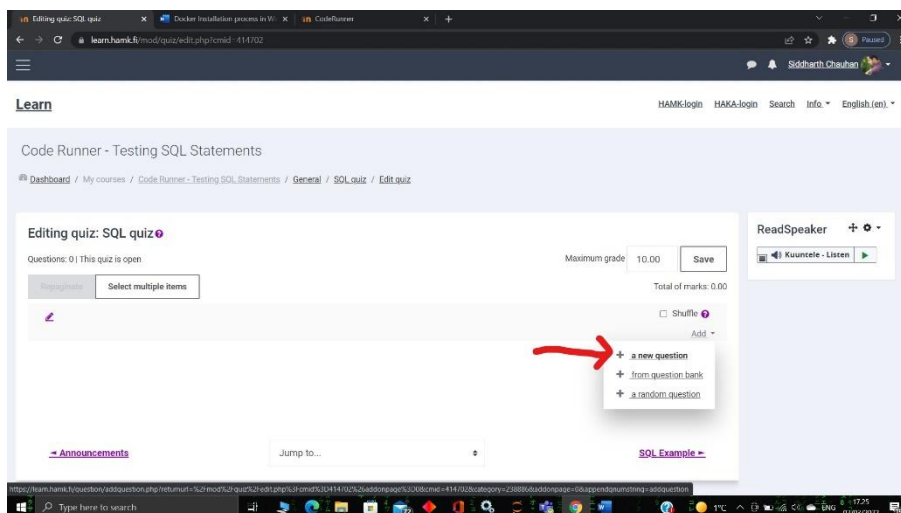 Editing quiz: SQL quiz
Docker Installation process in Wi
CodeRunner
learn.hamk.fi/mod/quiz/edit.php?cmid=414702
Paused
Siddharth Chauhan
Learn
HAMK-login HAKA-login Search Info English (en)
Code Runner - Testing SQL Statements
Dashboard / My courses / Code Runner - Testing SQL Statements / General / SQL quiz / Edit quiz
Editing quiz: SQL quiz
Questions: 0 | This quiz is open
Maximum grade 10.00 Save
Repaginate Select multiple items
Total of marks: 0.00
Shuffle
Add
a new question
from question bank
a random question
Announcements
Jump to...
SQL Example
ReadSpeaker
Kuuntele - Listen
Type here to search
1°C
ENG
17.25